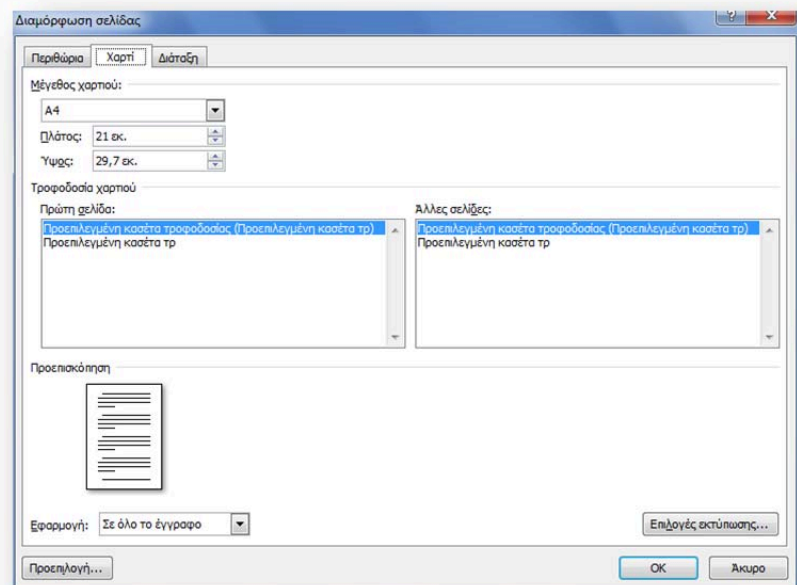 Διαμόρφωση σελίδας
Περιθώρια Χαρτί Διάταξη
Μέγεθος χαρτιού:
A4
Πλάτος: 21 εκ.
Ύψος: 29,7 εκ.
Τροφοδοσία χαρτιού
Πρώτη σελίδα: Άλλες σελίδες:
Προεπιλεγμένη κασέτα τροφοδοσίας (Προεπιλεγμένη κασέτα τρ) Προεπιλεγμένη κασέτα τροφοδοσίας (Προεπιλεγμένη κασέτα τρ)
Προεπιλεγμένη κασέτα τρ Προεπιλεγμένη κασέτα τρ
Προεπισκόπηση
Εφαρμογή: Σε όλο το έγγραφο Επιλογές εκτύπωσης...
Προεπιλογή... OK Άκυρο